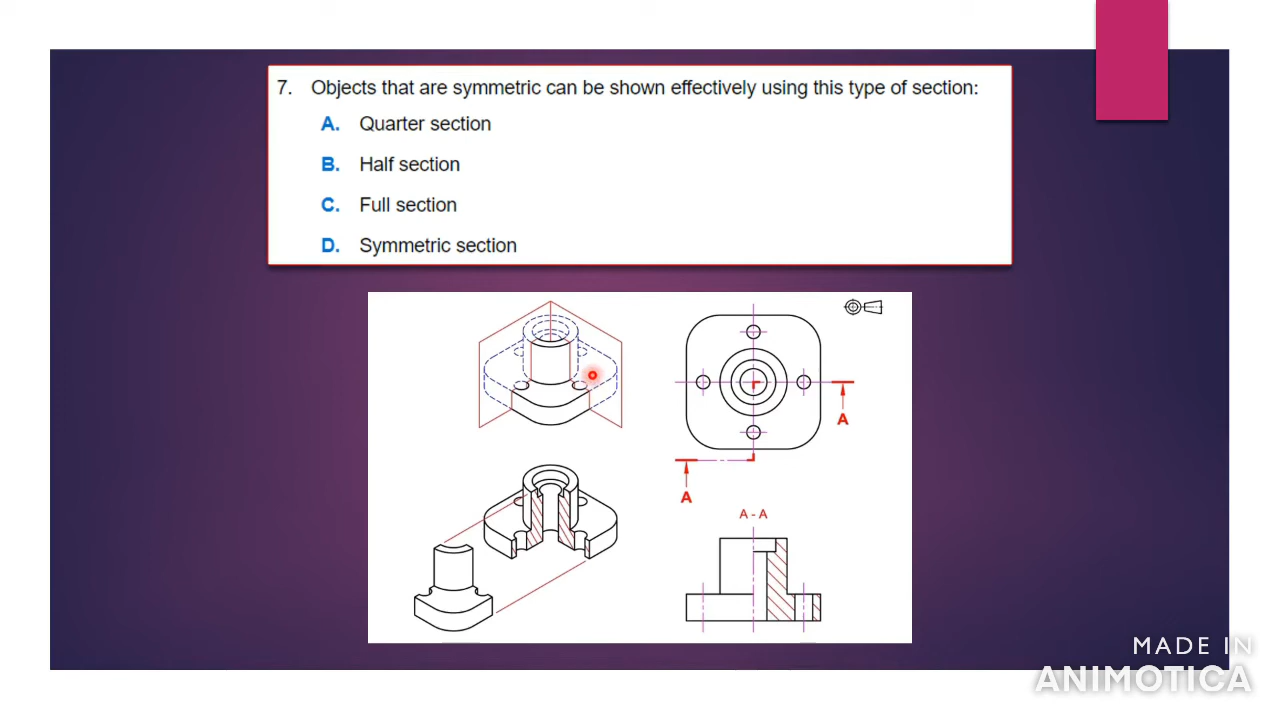 7. Objects that are symmetric can be shown effectively using this type of section:
A. Quarter section
B. Half section
C. Full section
D. Symmetric section
A
A
A - A
MADE IN
ANIMOTICA